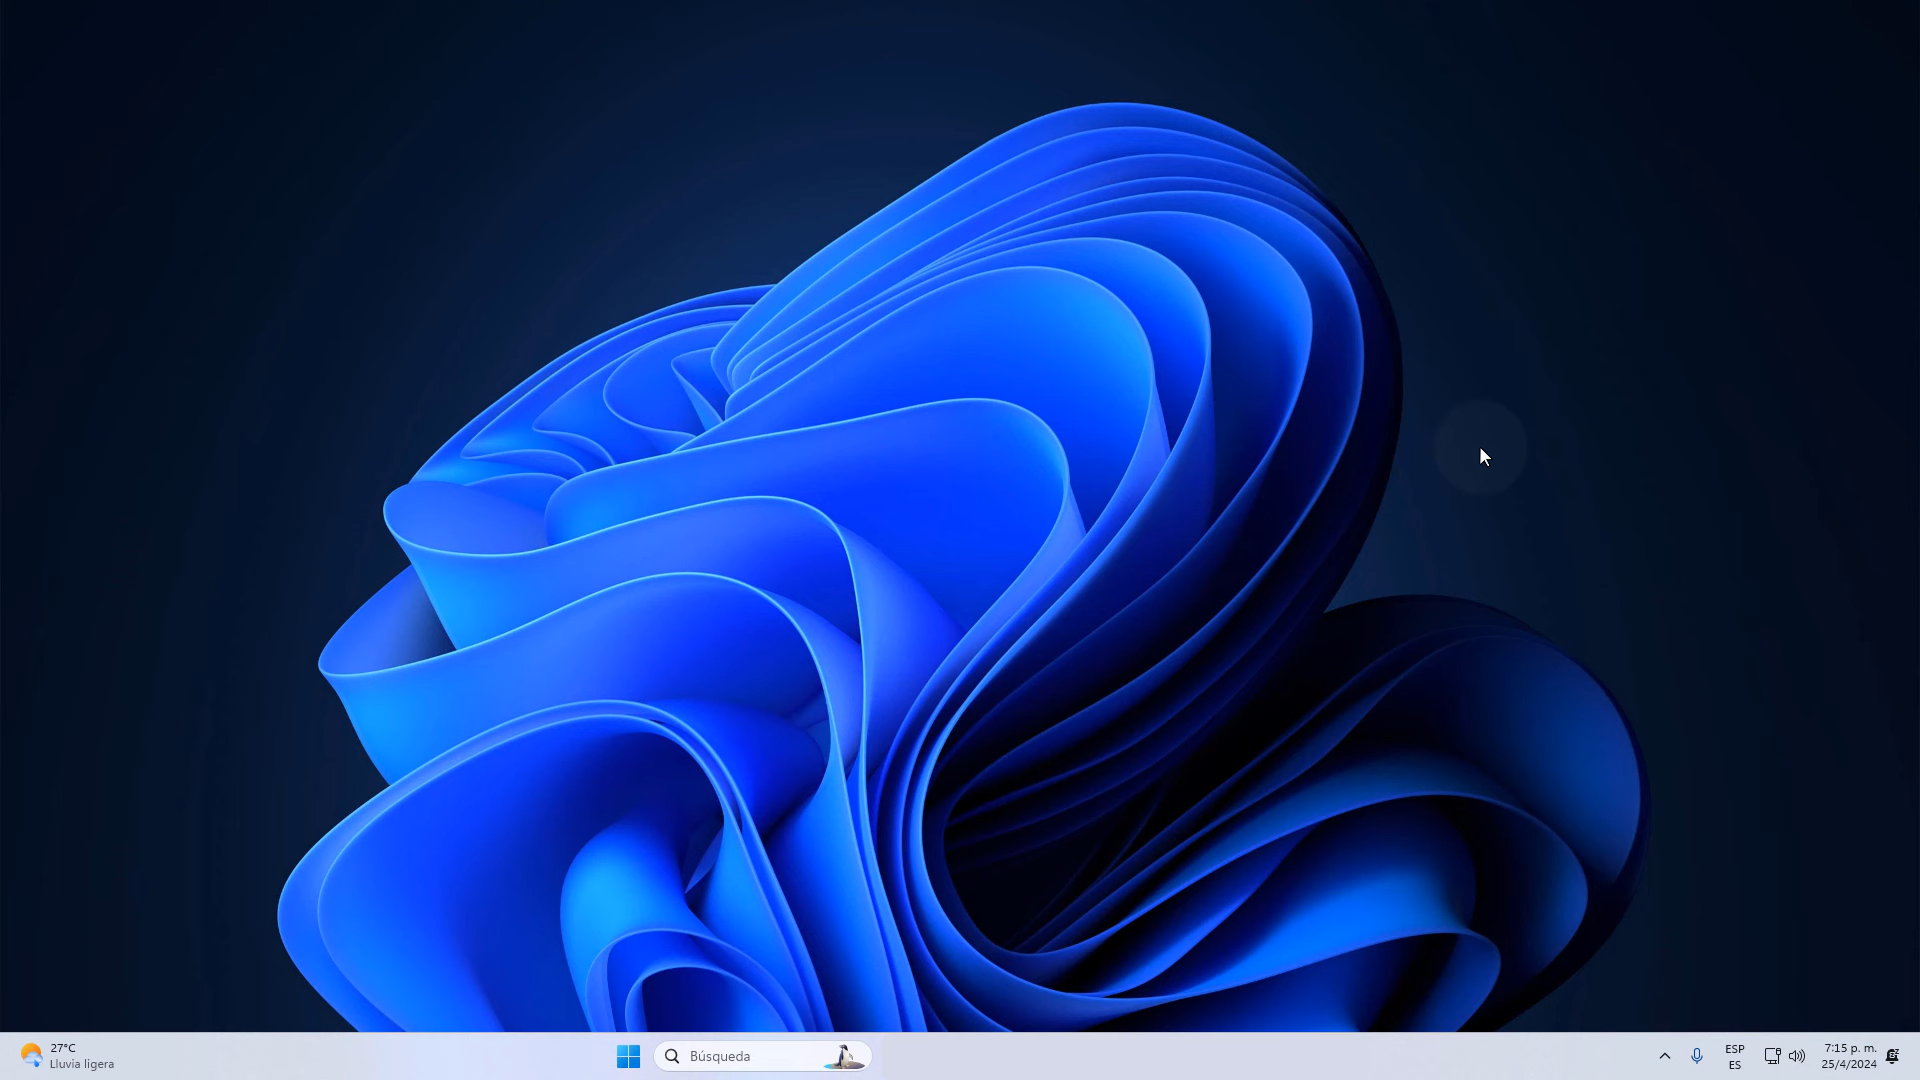 27°C
Lluvia ligera
Búsqueda
ESP
ES
7:15 p. m.
25/4/2024